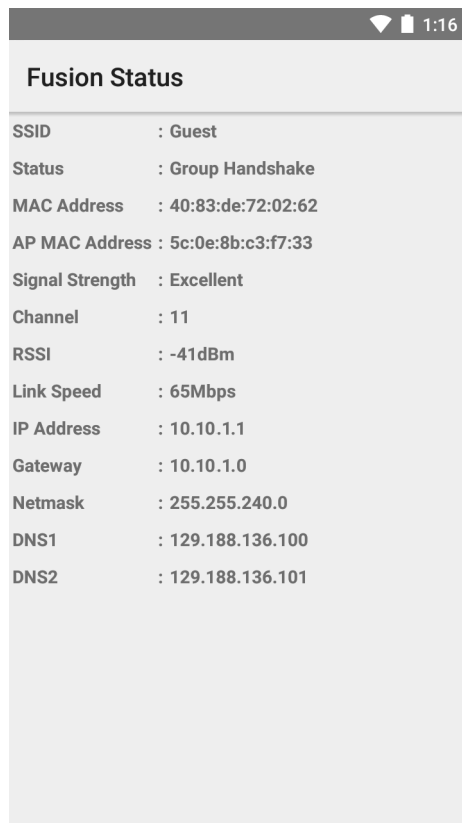 1:16
Fusion Status
SSID : Guest
Status : Group Handshake
MAC Address : 40:83:de:72:02:62
AP MAC Address : 5c:0e:8b:c3:f7:33
Signal Strength : Excellent
Channel : 11
RSSI : -41dBm
Link Speed : 65Mbps
IP Address : 10.10.1.1
Gateway : 10.10.1.0
Netmask : 255.255.240.0
DNS1 : 129.188.136.100
DNS2 : 129.188.136.101